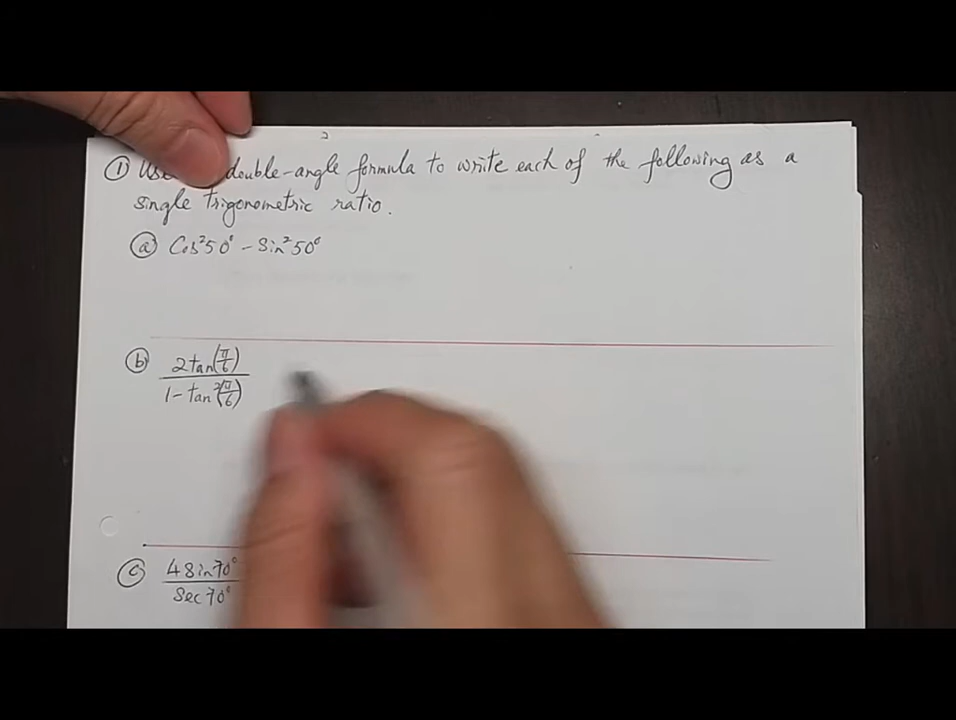 ① Use double-angle formula to write each of the following as a
single trigonometric ratio.
ⓐ Cos²50° - Sin²50°
ⓑ 2tan(π/6)
1-tan²(π/6)
ⓒ 4Sin70°
Sec70°